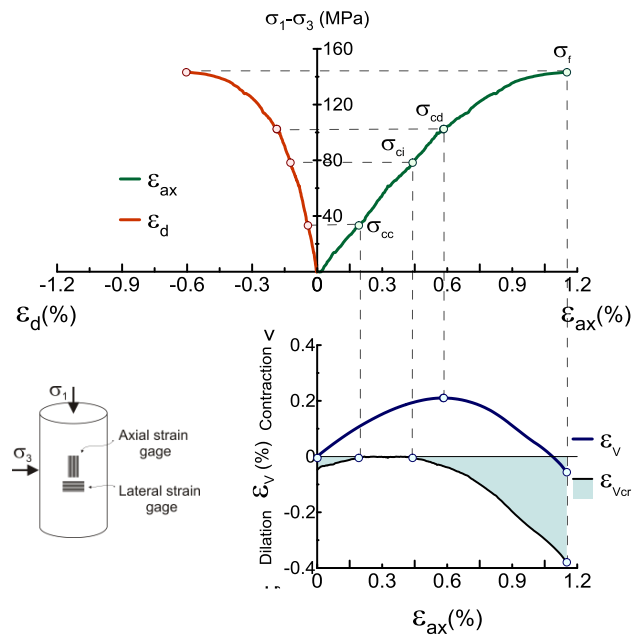 σ1-σ3 (MPa)
160
σf
120
σcd
σci
80
εax
εd
40
σcc
-1.2 -0.9 -0.6 -0.3 0 0.3 0.6 0.9 1.2
εd(%)
εax(%)
Dilation εV (%) Contraction <
0.4
0.2
0
-0.2
-0.4
εV
εVcr
0 0.3 0.6 0.9 1.2
εax(%)
σ1
σ3
Axial strain
gage
Lateral strain
gage